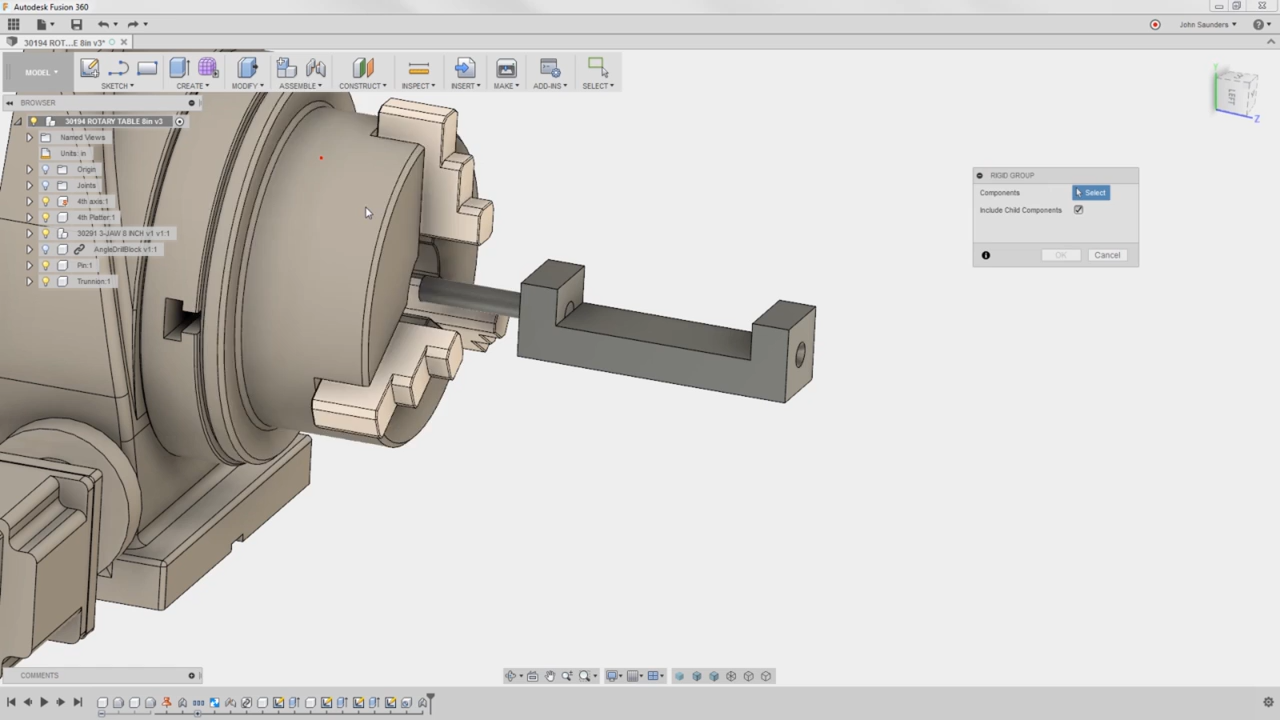 Autodesk Fusion 360
John Saunders
30194 ROT...E 8in v3*
MODEL
SKETCH
CREATE
MODIFY
ASSEMBLE
CONSTRUCT
INSPECT
INSERT
MAKE
ADD-INS
SELECT
BROWSER
30194 ROTARY TABLE 8in v3
Named Views
Units: in
Origin
Joints
4th axis:1
4th Platter:1
30291 3-JAW 8 INCH v1 v1:1
AngleDrillBlock v1:1
Pin:1
Trunnion:1
LEFT
Z
RIGID GROUP
Components
Select
Include Child Components
OK
Cancel
COMMENTS